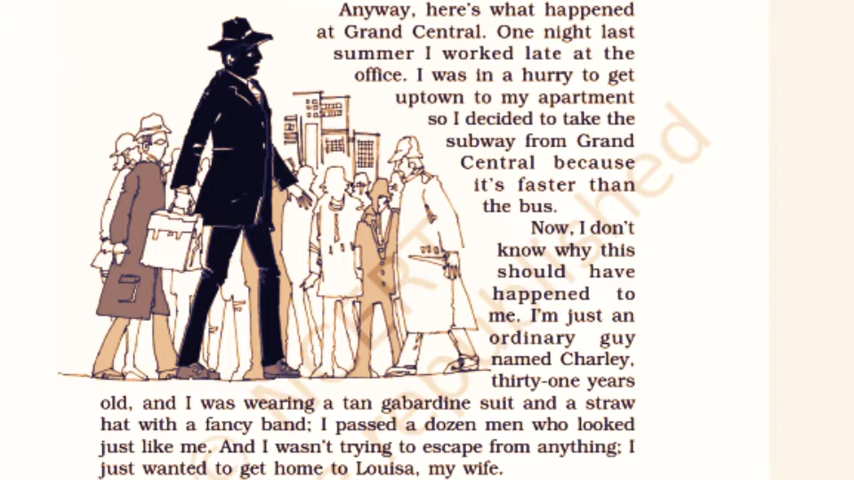 Anyway, here's what happened
at Grand Central. One night last
summer I worked late at the
office. I was in a hurry to get
uptown to my apartment
so I decided to take the
subway from Grand
Central because
it's faster than
the bus.
Now, I don't
know why this
should have
happened to
me. I'm just an
ordinary guy
named Charley,
thirty-one years
old, and I was wearing a tan gabardine suit and a straw
hat with a fancy band; I passed a dozen men who looked
just like me. And I wasn't trying to escape from anything; I
just wanted to get home to Louisa, my wife.
© NCERT
republished